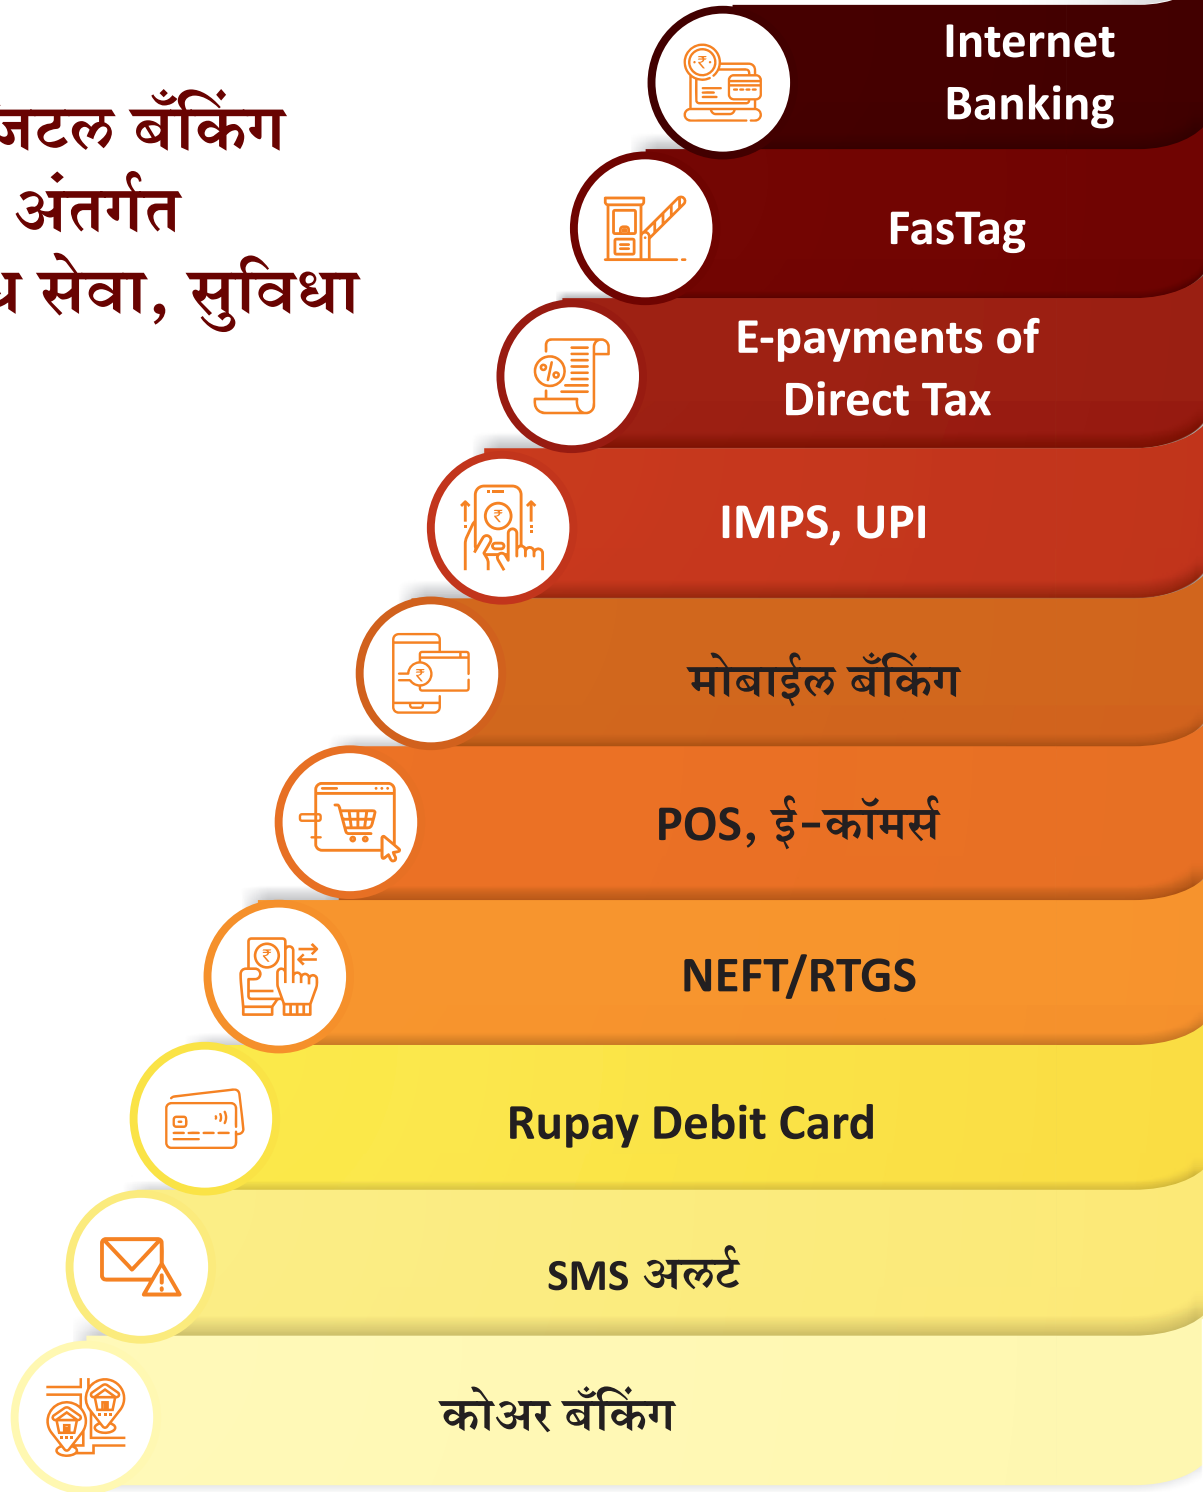 बँकिंग
अंतर्गत
सेवा, सुविधा
Internet
Banking
FasTag
E-payments of
Direct Tax
IMPS, UPI
मोबाईल बँकिंग
POS, ई-कॉमर्स
NEFT/RTGS
Rupay Debit Card
SMS अलर्ट
कोअर बँकिंग